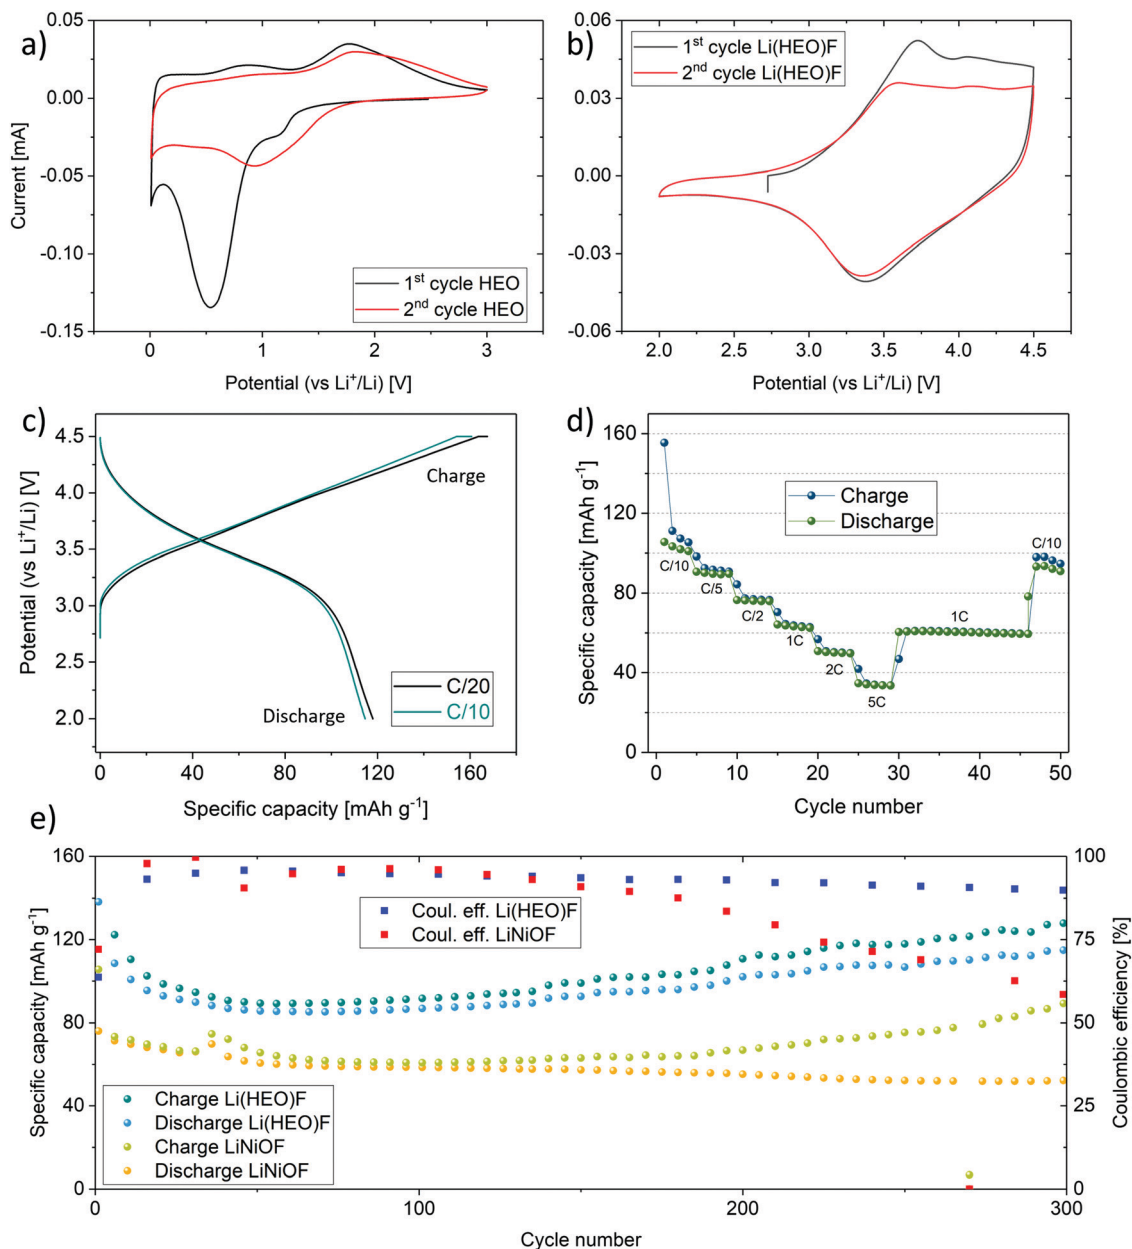 a)
0.05
0.00
-0.05
-0.10
-0.15
Current [mA]
1st cycle HEO
2nd cycle HEO
0 1 2 3
Potential (vs Li+/Li) [V]
b)
0.06
0.03
0.00
-0.03
-0.06
1st cycle Li(HEO)F
2nd cycle Li(HEO)F
2.0 2.5 3.0 3.5 4.0 4.5
Potential (vs Li+/Li) [V]
c)
4.5
4.0
3.5
3.0
2.5
2.0
Potential (vs Li+/Li) [V]
Charge
Discharge
C/20
C/10
0 40 80 120 160
Specific capacity [mAh g-1]
d)
160
120
80
40
0
Specific capacity [mAh g-1]
Charge
Discharge
C/10
C/5
C/2
1C
2C
5C
1C
C/10
0 10 20 30 40 50
Cycle number
e)
160
120
80
40
0
Specific capacity [mAh g-1]
Coul. eff. Li(HEO)F
Coul. eff. LiNiOF
Charge Li(HEO)F
Discharge Li(HEO)F
Charge LiNiOF
Discharge LiNiOF
100
75
50
25
0
Coulombic efficiency [%]
0 100 200 300
Cycle number